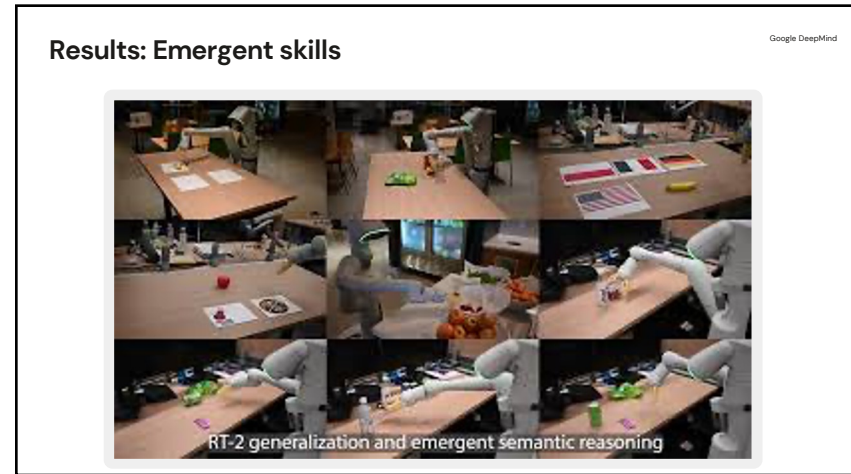 Google DeepMind
Results: Emergent skills
RT-2 generalization and emergent semantic reasoning